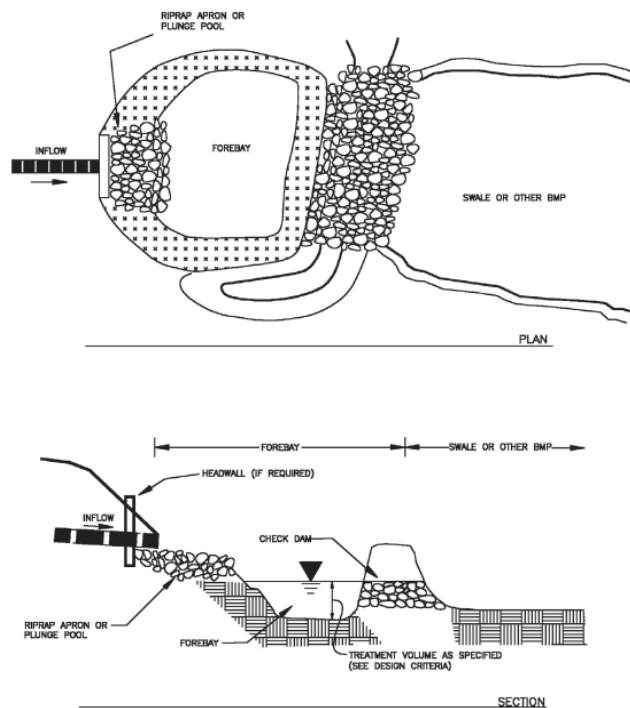 RIPRAP APRON OR
PLUNGE POOL
INFLOW
FOREBAY
SWALE OR OTHER BMP
PLAN
FOREBAY
SWALE OR OTHER BMP
HEADWALL (IF REQUIRED)
INFLOW
CHECK DAM
RIPRAP APRON OR
PLUNGE POOL
FOREBAY
TREATMENT VOLUME AS SPECIFIED
(SEE DESIGN CRITERIA)
SECTION